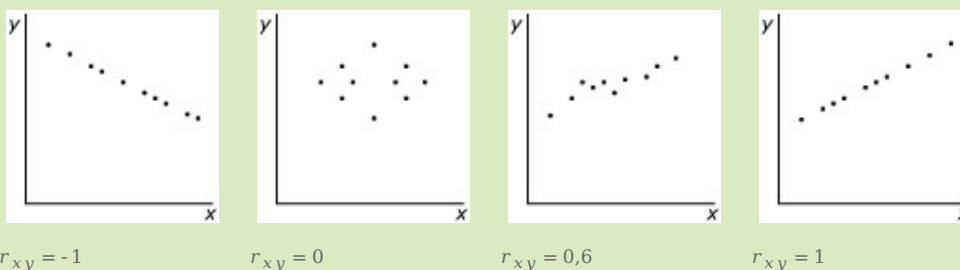 y
x
y
x
y
x
y
r x y = - 1
r x y = 0
r x y = 0,6
r x y = 1